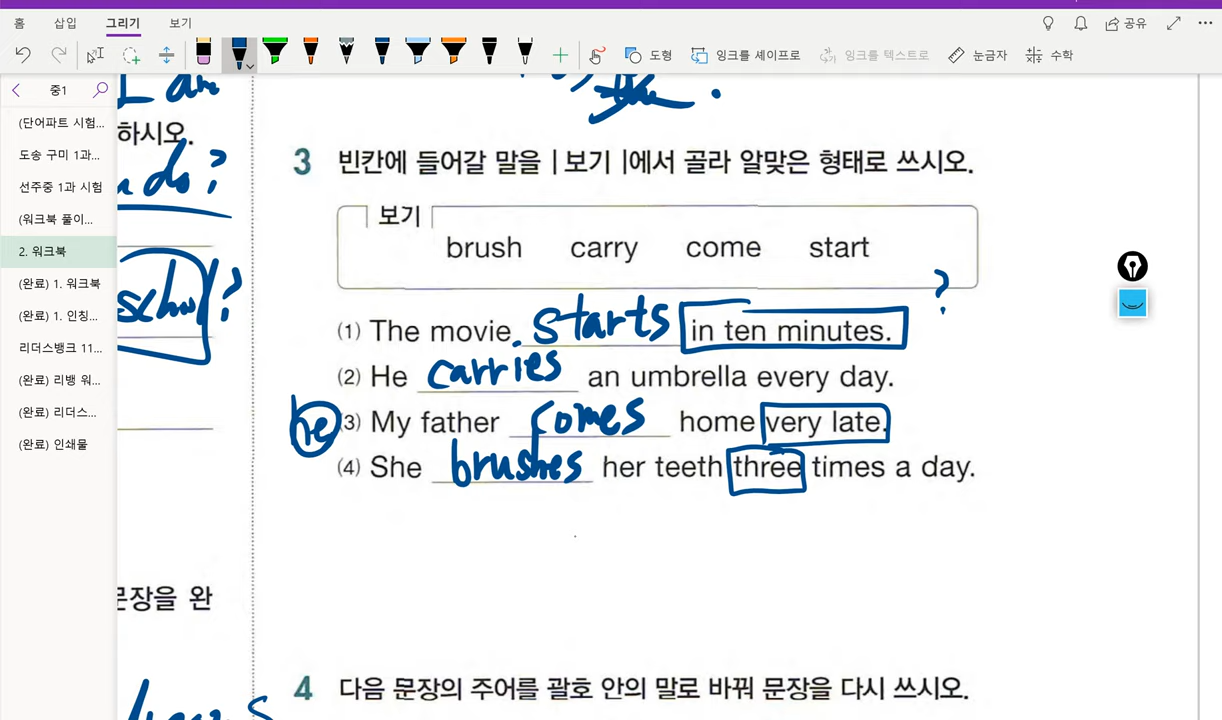 홈 삽입 그리기 보기
공유
도형 잉크를 셰이프로 잉크를 텍스트로 눈금자 수학
중1
(단어파트 시험...
도송 구미 1과...
선주중 1과 시험
(워크북 풀이...
2. 워크북
(완료) 1. 워크북
(완료) 1. 인칭...
리더스뱅크 11...
(완료) 리뱅 워...
(완료) 리더스...
(완료) 인쇄물
I am
하시오.
do?
school?
문장을 완
3 빈칸에 들어갈 말을 | 보기 |에서 골라 알맞은 형태로 쓰시오.
보기
brush carry come start
?
(1) The movie starts in ten minutes.
(2) He carries an umbrella every day.
he (3) My father comes home very late.
(4) She brushes her teeth three times a day.
4 다음 문장의 주어를 괄호 안의 말로 바꿔 문장을 다시 쓰시오.